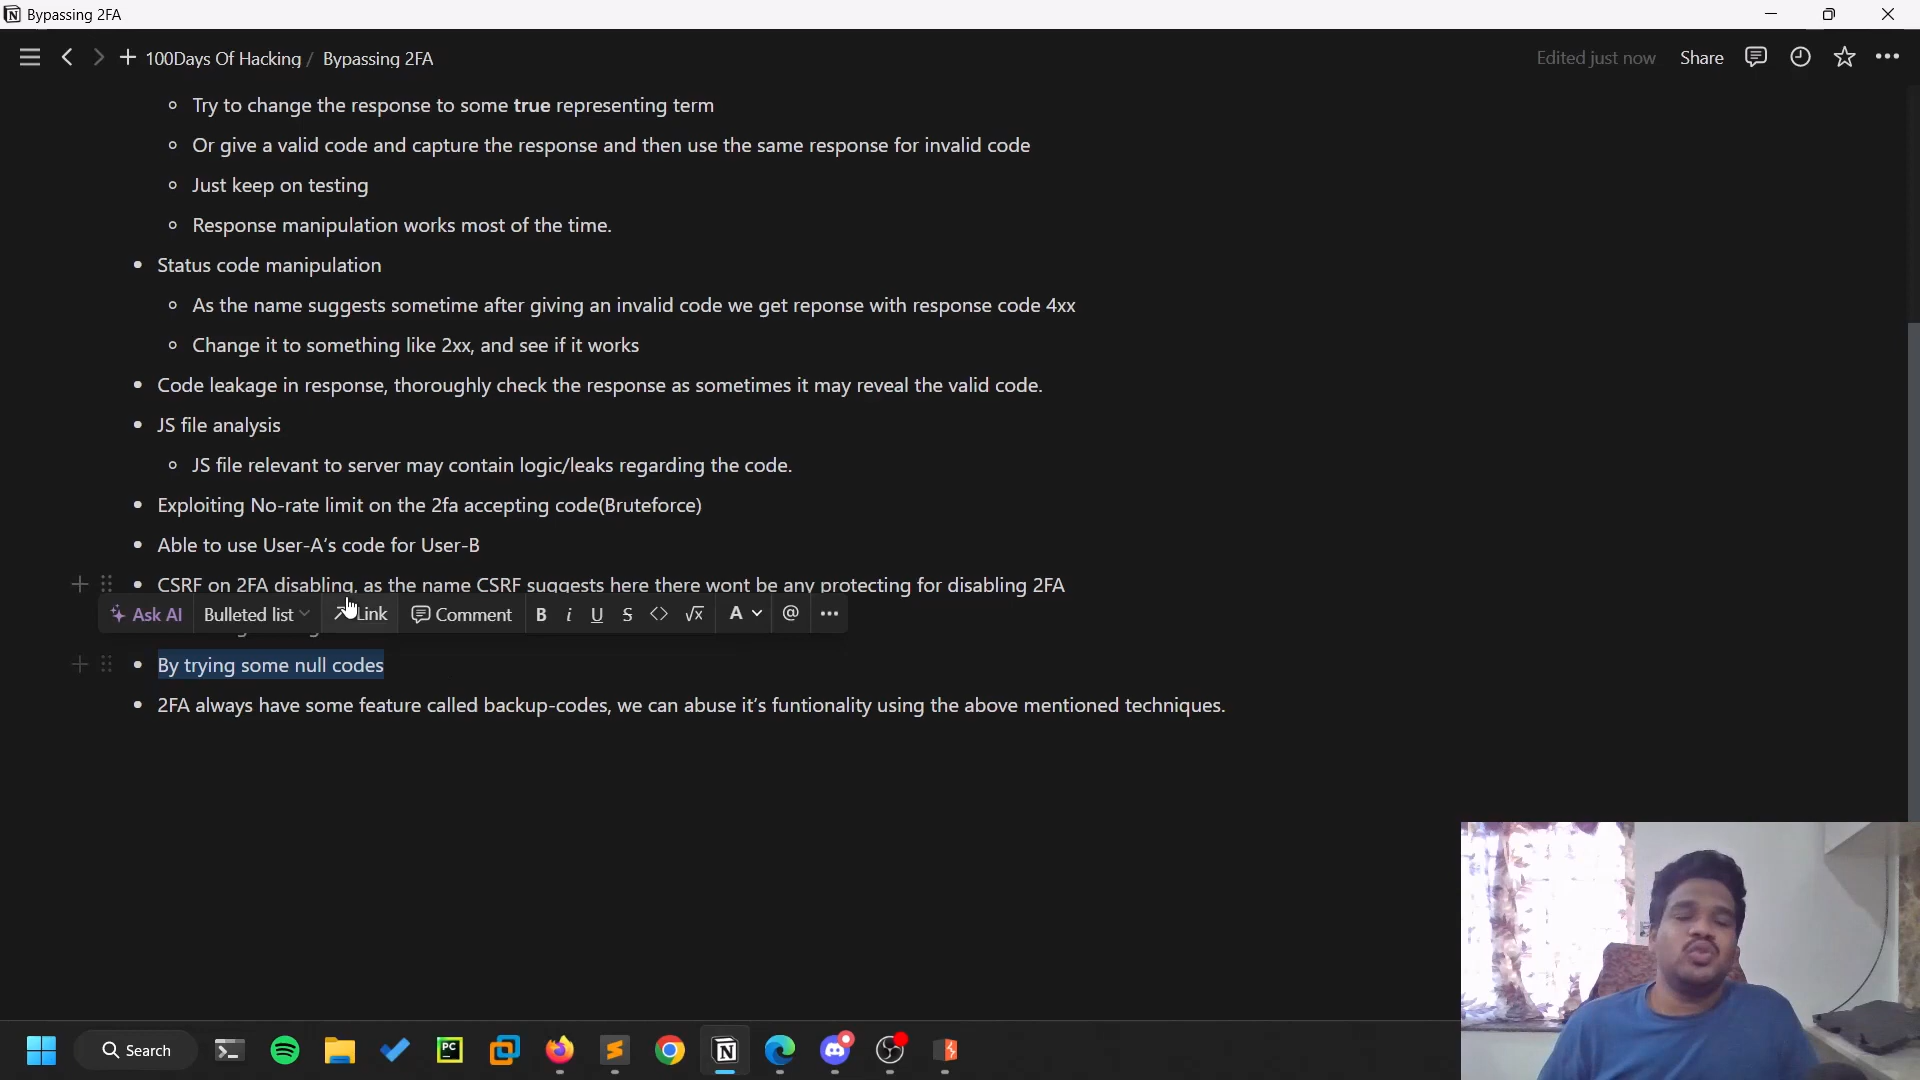 Bypassing 2FA
100Days Of Hacking / Bypassing 2FA
Edited just now
Share
Try to change the response to some true representing term
Or give a valid code and capture the response and then use the same response for invalid code
Just keep on testing
Response manipulation works most of the time.
Status code manipulation
As the name suggests sometime after giving an invalid code we get reponse with response code 4xx
Change it to something like 2xx, and see if it works
Code leakage in response, thoroughly check the response as sometimes it may reveal the valid code.
JS file analysis
JS file relevant to server may contain logic/leaks regarding the code.
Exploiting No-rate limit on the 2fa accepting code(Bruteforce)
Able to use User-A's code for User-B
CSRF on 2FA disabling, as the name CSRF suggests here there wont be any protecting for disabling 2FA
Ask AI Bulleted list Link Comment B i U S <> √x A @ •••
By trying some null codes
2FA always have some feature called backup-codes, we can abuse it's funtionality using the above mentioned techniques.
Search
PC